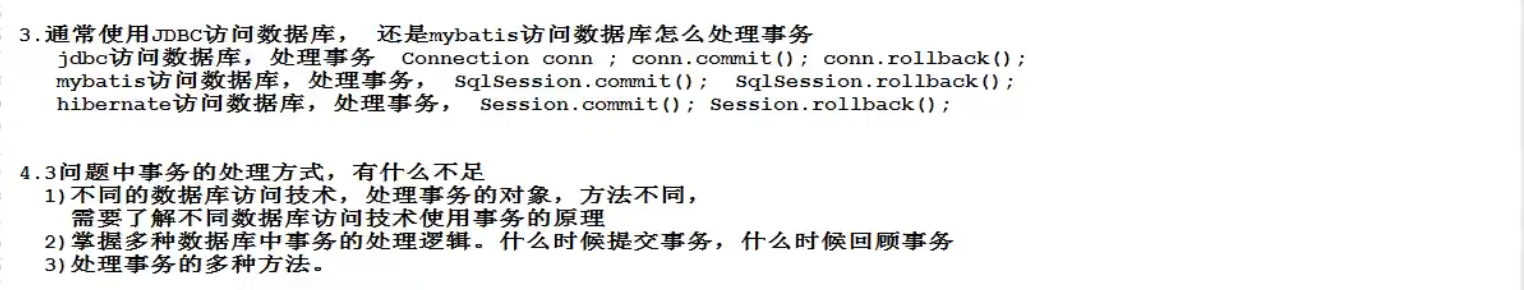 3.通常使用JDBC访问数据库， 还是mybatis访问数据库怎么处理事务
jdbc访问数据库，处理事务  Connection conn ; conn.commit(); conn.rollback();
mybatis访问数据库，处理事务， SqlSession.commit();  SqlSession.rollback();
hibernate访问数据库，处理事务， Session.commit(); Session.rollback();
4.3问题中事务的处理方式，有什么不足
1)不同的数据库访问技术，处理事务的对象，方法不同，
需要了解不同数据库访问技术使用事务的原理
2)掌握多种数据库中事务的处理逻辑。什么时候提交事务，什么时候回顾事务
3)处理事务的多种方法。